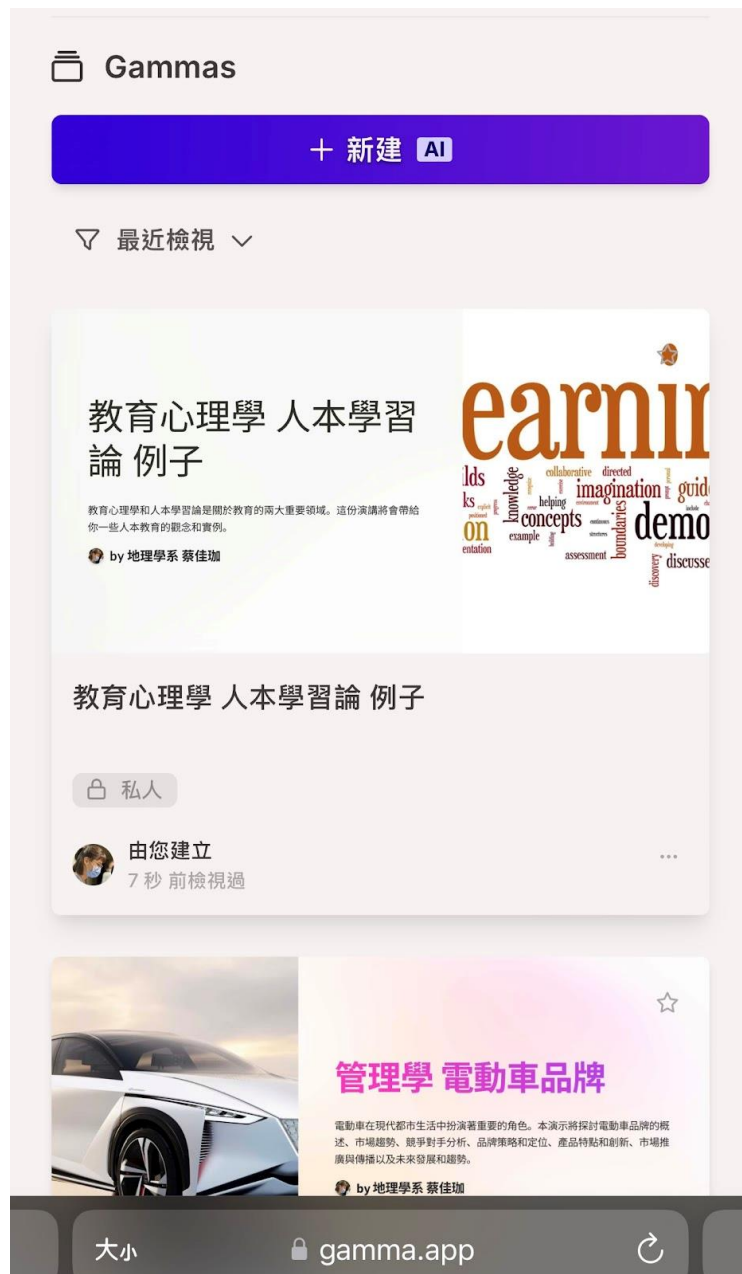 Gammas
+ 新建 AI
最近檢視
教育心理學 人本學習
論 例子
教育心理學和人本學習論是關於教育的兩大重要領域。這份演講將會帶給
你一些人本教育的觀念和實例。
by 地理學系 蔡佳珈
earnin
lds
knowledge
collaborative directed
ks
imagination
guid
helping
on
concepts
demo
example
boundaries
entation
assessment
discovery
discusse
教育心理學 人本學習論 例子
私人
由您建立
7 秒 前檢視過
管理學 電動車品牌
電動車在現代都市生活中扮演著重要的角色。本演示將探討電動車品牌的概
述、市場趨勢、競爭對手分析、品牌策略和定位、產品特點和創新、市場推
廣與傳播以及未來發展和趨勢。
by 地理學系 蔡佳珈
大小
gamma.app